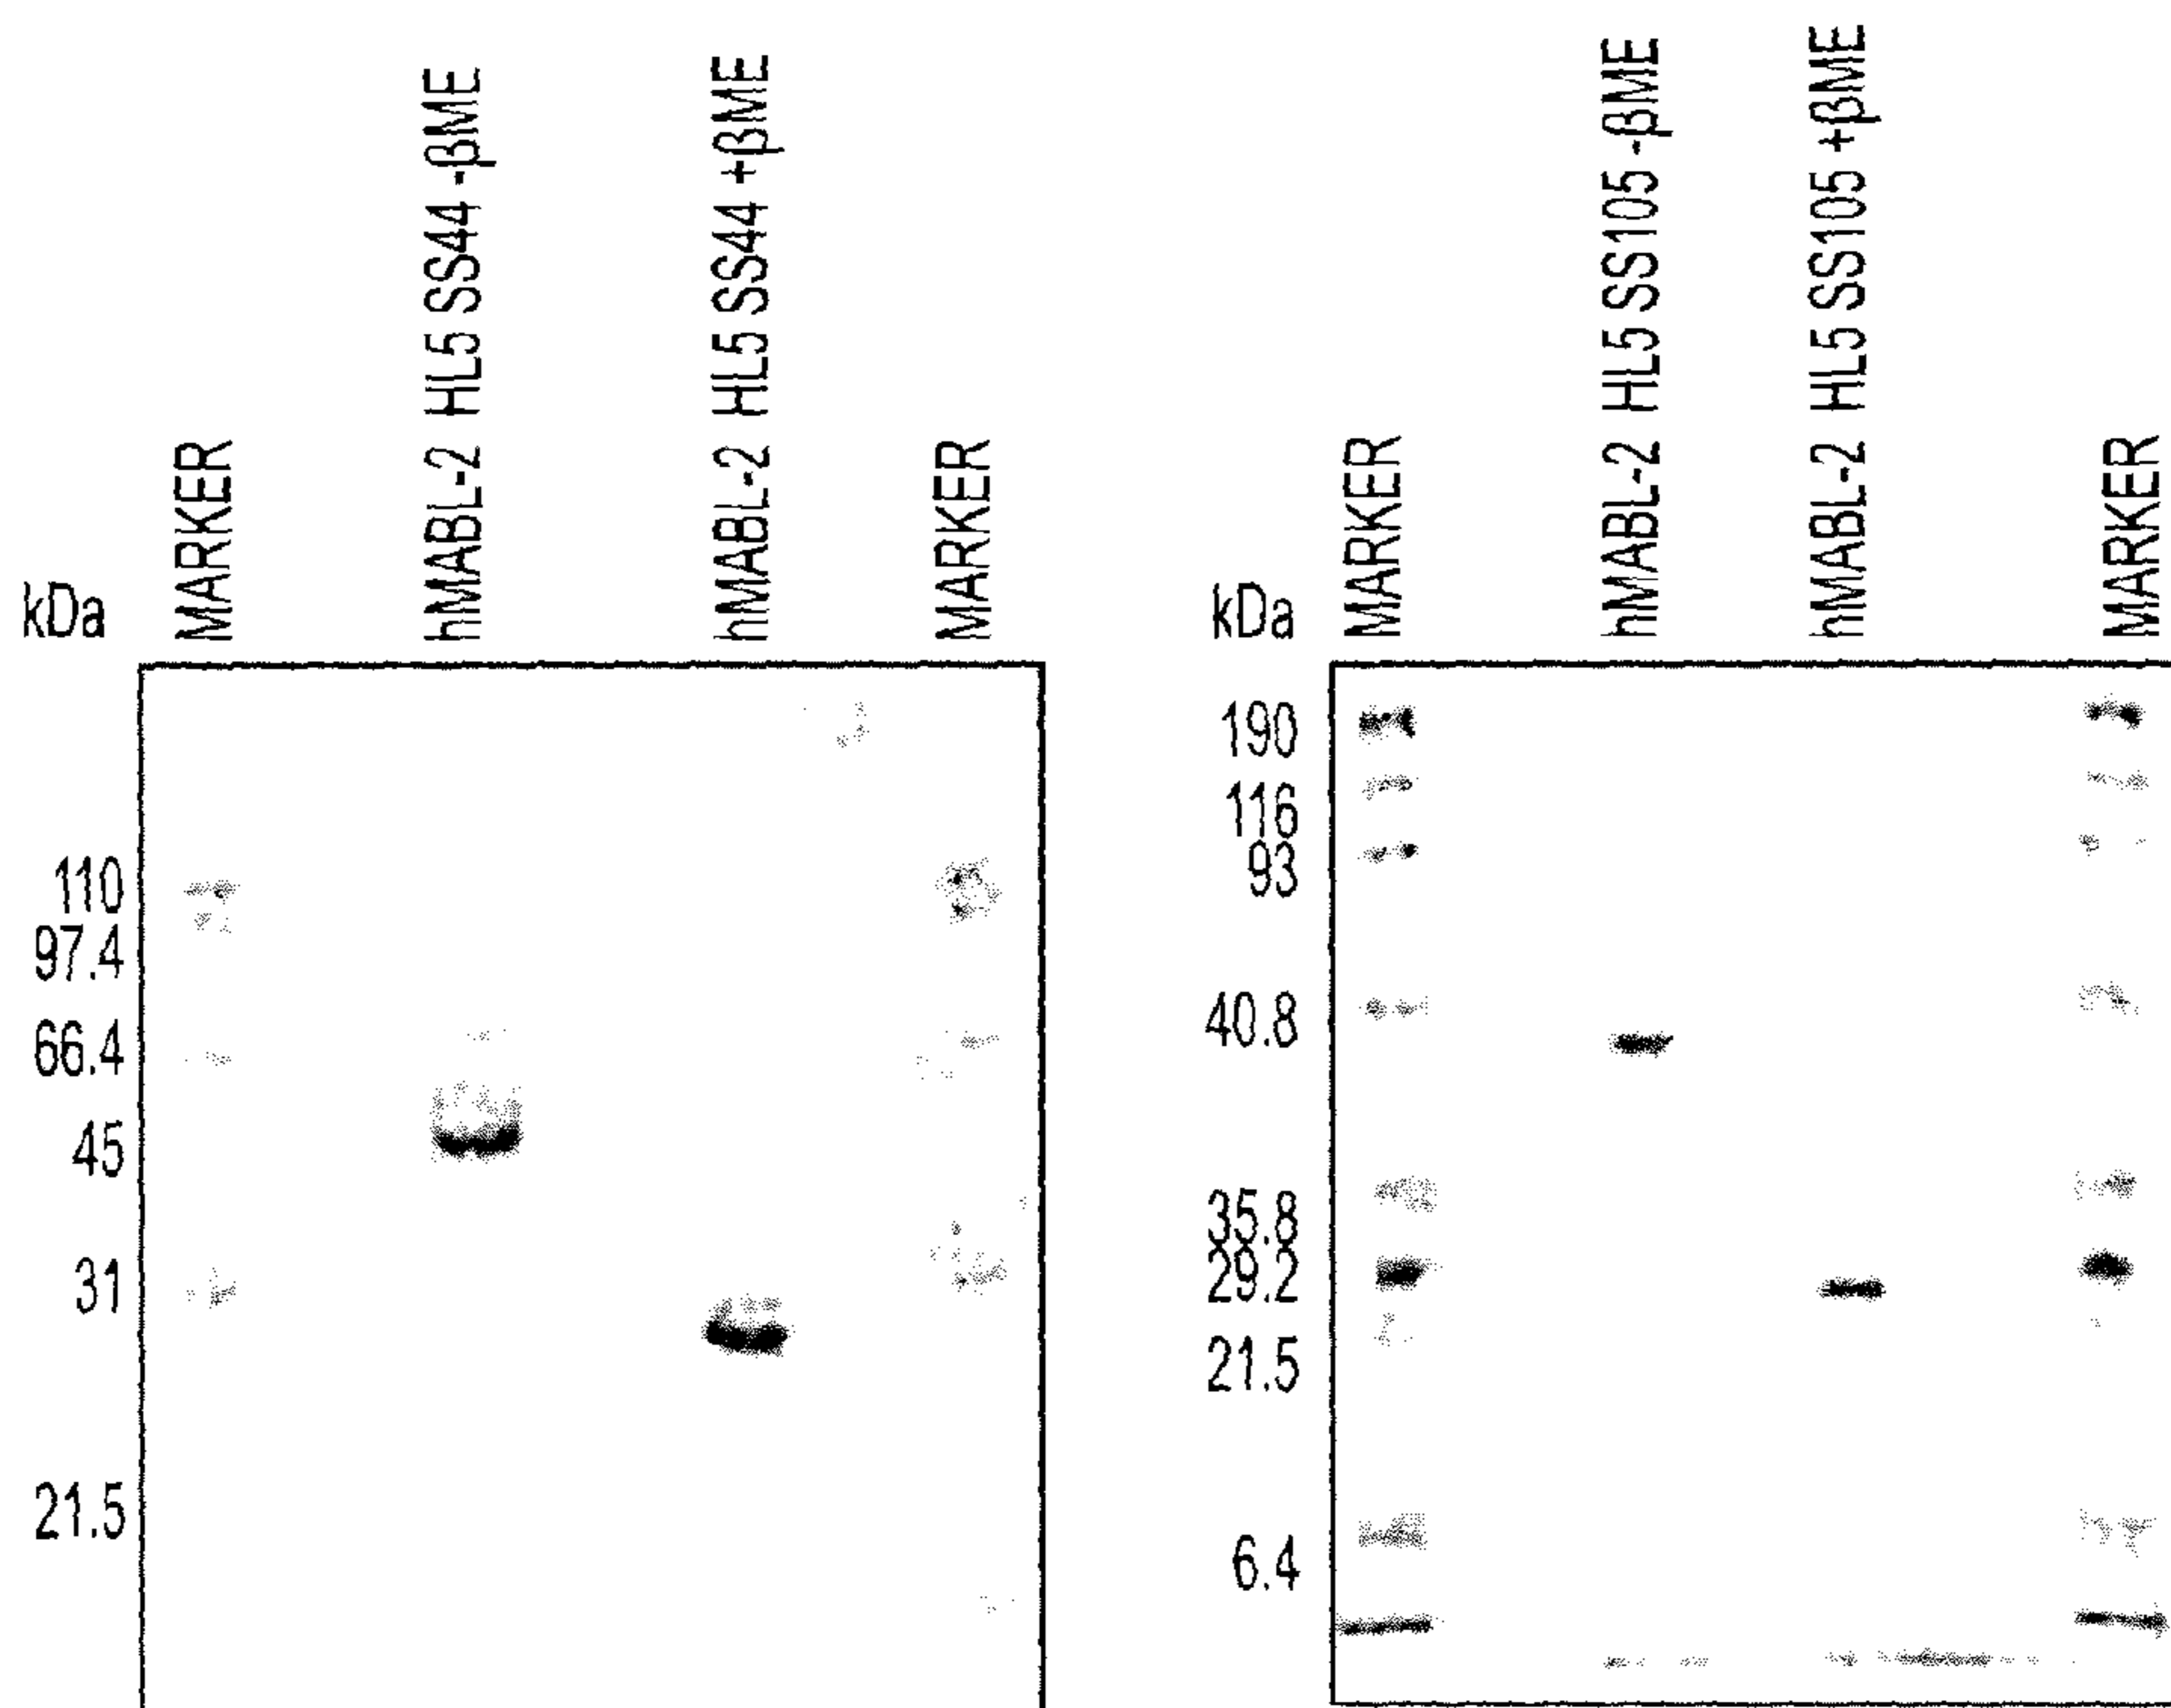 kDa
MARKER
hMABL-2 HL5 SS44 -βME
hMABL-2 HL5 SS44 +βME
MARKER
110
97.4
66.4
45
31
21.5
kDa
MARKER
hMABL-2 HL5 SS105 -βME
hMABL-2 HL5 SS105 +βME
MARKER
190
116
93
40.8
35.8
29.2
21.5
6.4